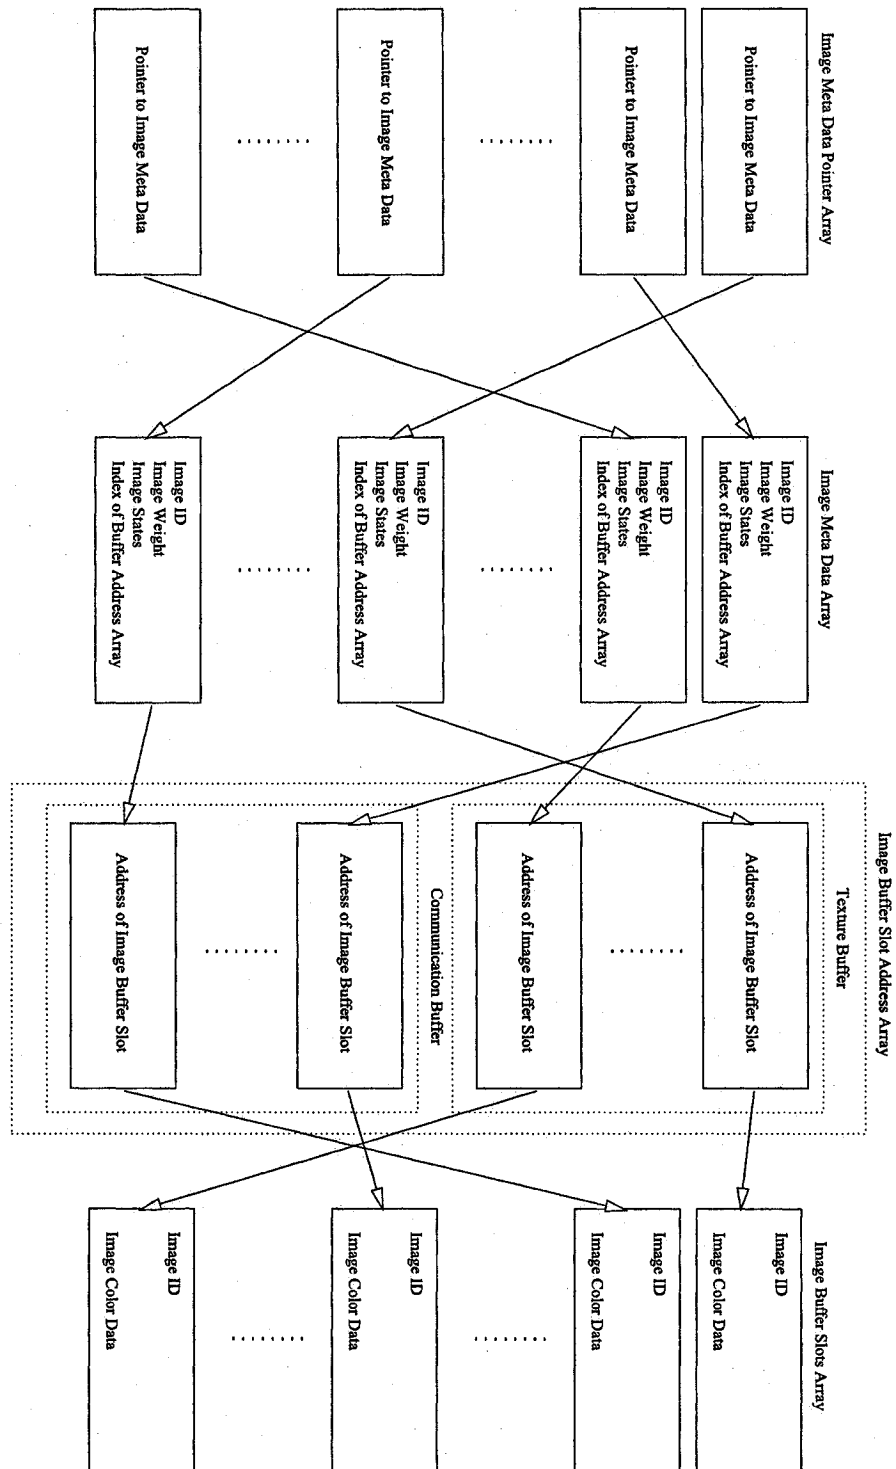 Image Meta Data Pointer Array
Pointer to Image Meta Data
Pointer to Image Meta Data
Pointer to Image Meta Data
Pointer to Image Meta Data
Image Meta Data Array
Image ID
Image Weight
Image States
Index of Buffer Address Array
Image ID
Image Weight
Image States
Index of Buffer Address Array
Image ID
Image Weight
Image States
Index of Buffer Address Array
Image ID
Image Weight
Image States
Index of Buffer Address Array
Image Buffer Slot Address Array
Texture Buffer
Address of Image Buffer Slot
Address of Image Buffer Slot
Communication Buffer
Address of Image Buffer Slot
Address of Image Buffer Slot
Image Buffer Slots Array
Image ID
Image Color Data
Image ID
Image Color Data
Image ID
Image Color Data
Image ID
Image Color Data